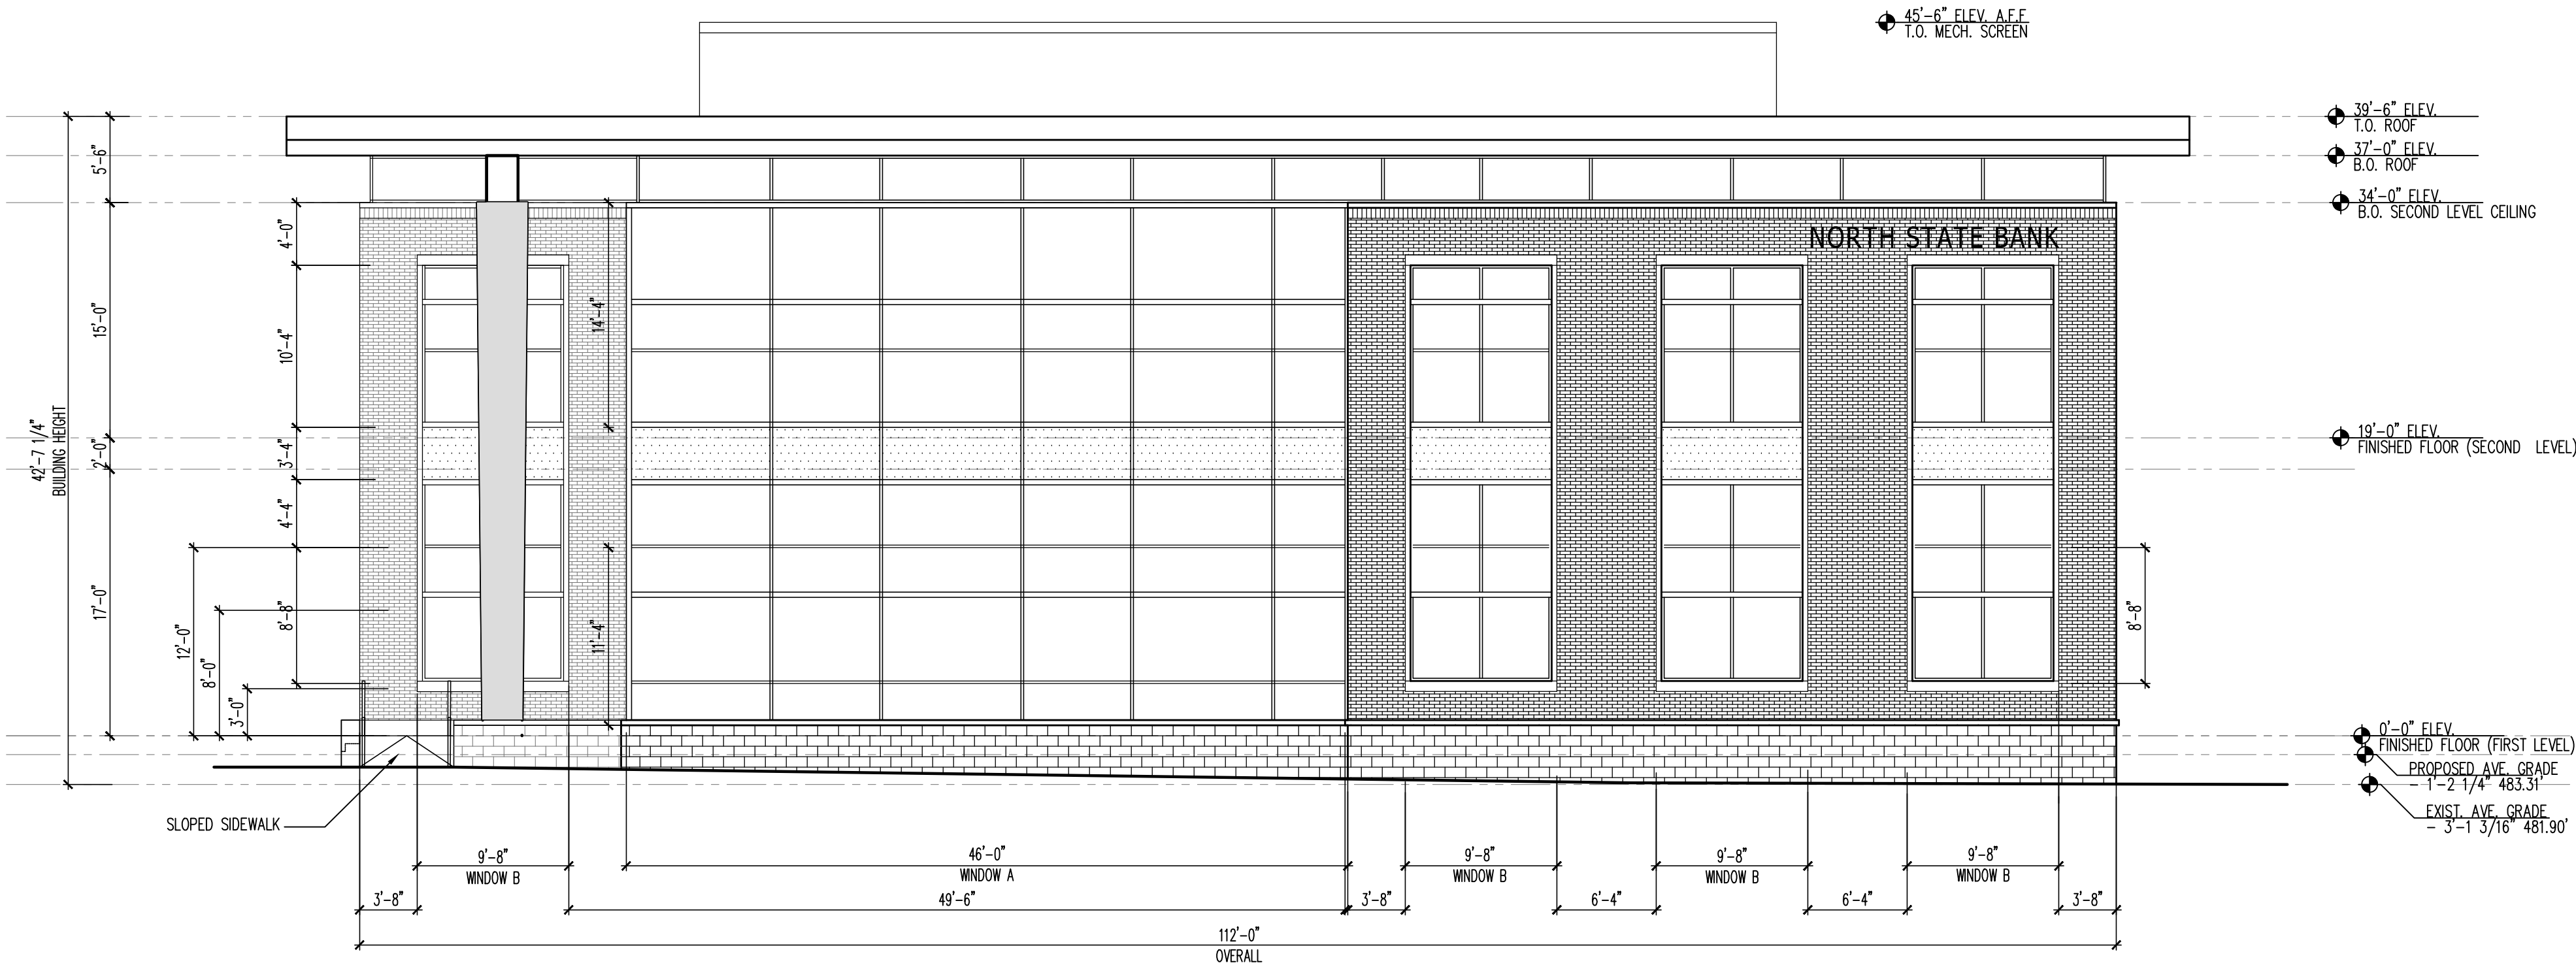 45'-6" ELEV. A.F.F
T.O. MECH. SCREEN
39'-6" ELEV.
T.O. ROOF
37'-0" ELEV.
B.O. ROOF
34'-0" ELEV.
B.O. SECOND LEVEL CEILING
NORTH STATE BANK
5'-6"
4'-0"
15'-0"
14'-4"
10'-4"
42'-7 1/4"
BUILDING HEIGHT
2'-0"
3'-4"
19'-0" ELEV.
FINISHED FLOOR (SECOND LEVEL)
4'-4"
17'-0"
12'-0"
8'-0"
3'-0"
8'-8"
11'-4"
8'-8"
0'-0" ELEV.
FINISHED FLOOR (FIRST LEVEL)
PROPOSED AVE. GRADE
- 1'-2 1/4" 483.31'
EXIST. AVE. GRADE
- 3'-1 3/16" 481.90'
SLOPED SIDEWALK
9'-8"
WINDOW B
46'-0"
WINDOW A
9'-8"
WINDOW B
9'-8"
WINDOW B
9'-8"
WINDOW B
3'-8"
49'-6"
3'-8"
6'-4"
6'-4"
3'-8"
112'-0"
OVERALL